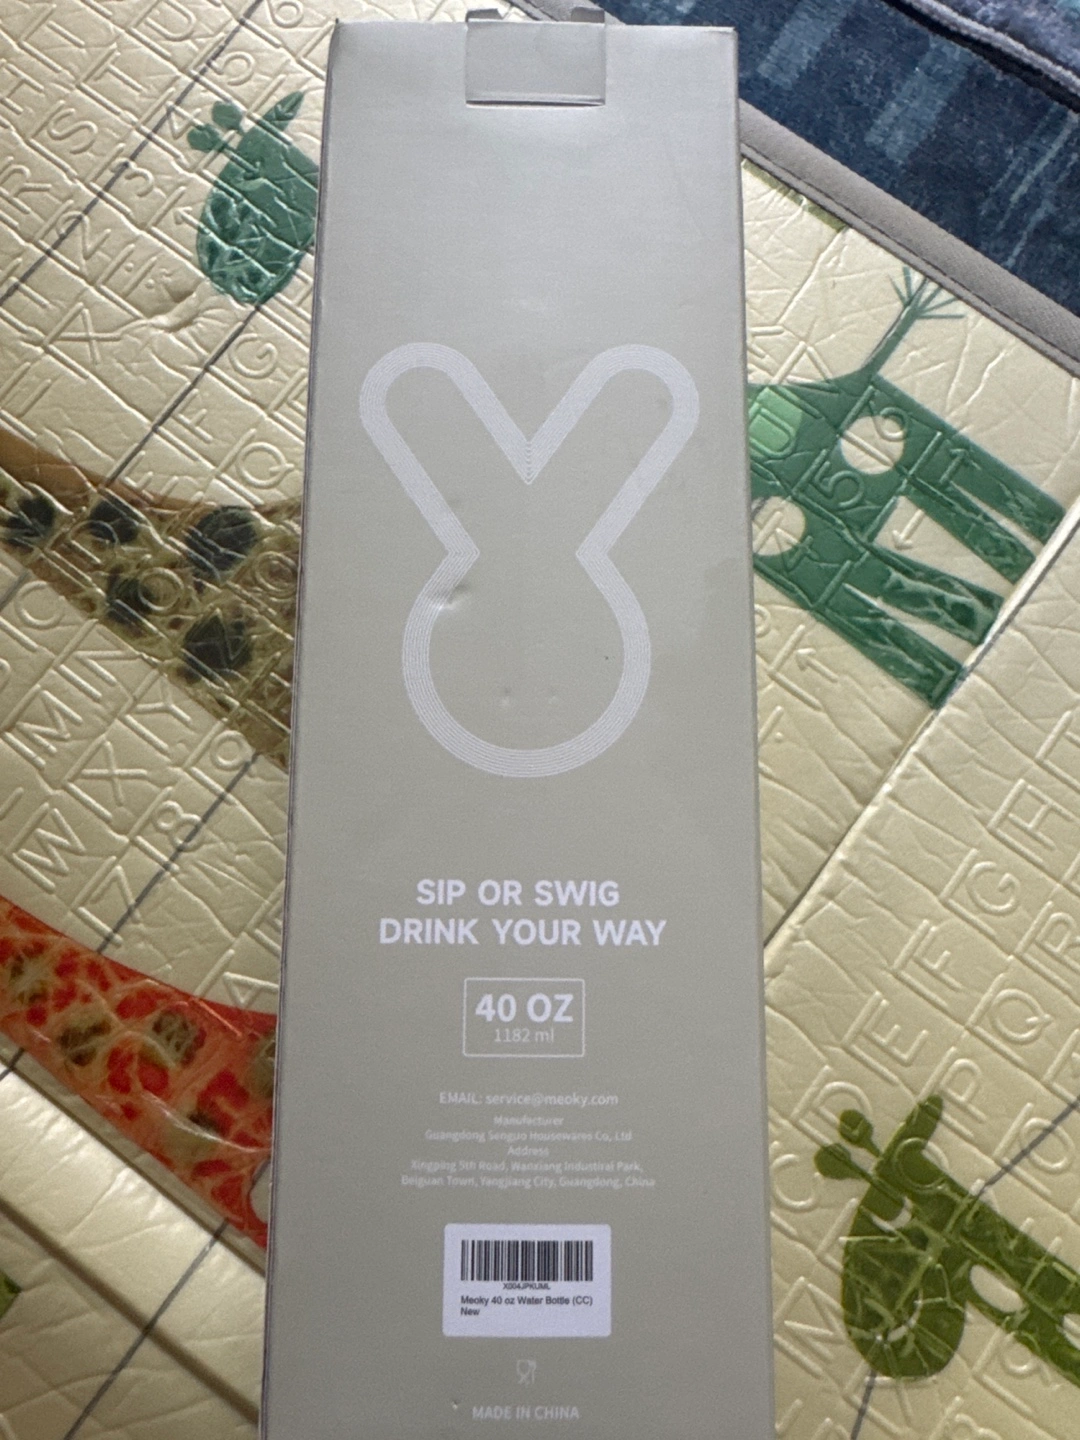 SIP OR SWIG
DRINK YOUR WAY
40 OZ
1182 ml
EMAIL: service@meoky.com
Manufacturer
Guangdong Senguo Housewares Co, Ltd
Address
Xingping 5th Road, Wanxiang Industiral Park,
Beiguan Town, Yangjiang City, Guangdong, China
X004JPKUML
Meoky 40 oz Water Bottle (CC)
New
MADE IN CHINA